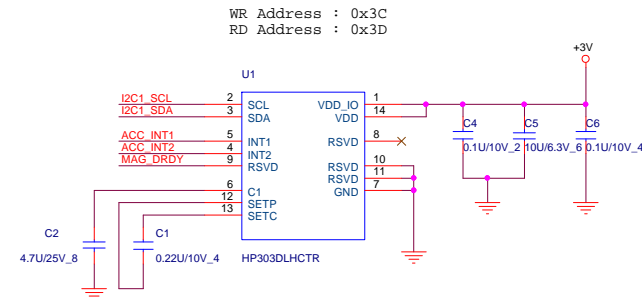 WR Address : 0x3C
RD Address : 0x3D
+3V
U1
I2C1_SCL 2 SCL VDD_IO 1
I2C1_SDA 3 SDA VDD 14
ACC_INT1 5 INT1 RSVD 8
ACC_INT2 4 INT2
MAG_DRDY 9 RSVD RSVD 10
RSVD 11
6 C1 GND 7
12 SETP
13 SETC
C4 C5 C6
0.1U/10V_2 10U/6.3V_6 0.1U/10V_4
C2 C1
4.7U/25V_8 0.22U/10V_4
HP303DLHCTR